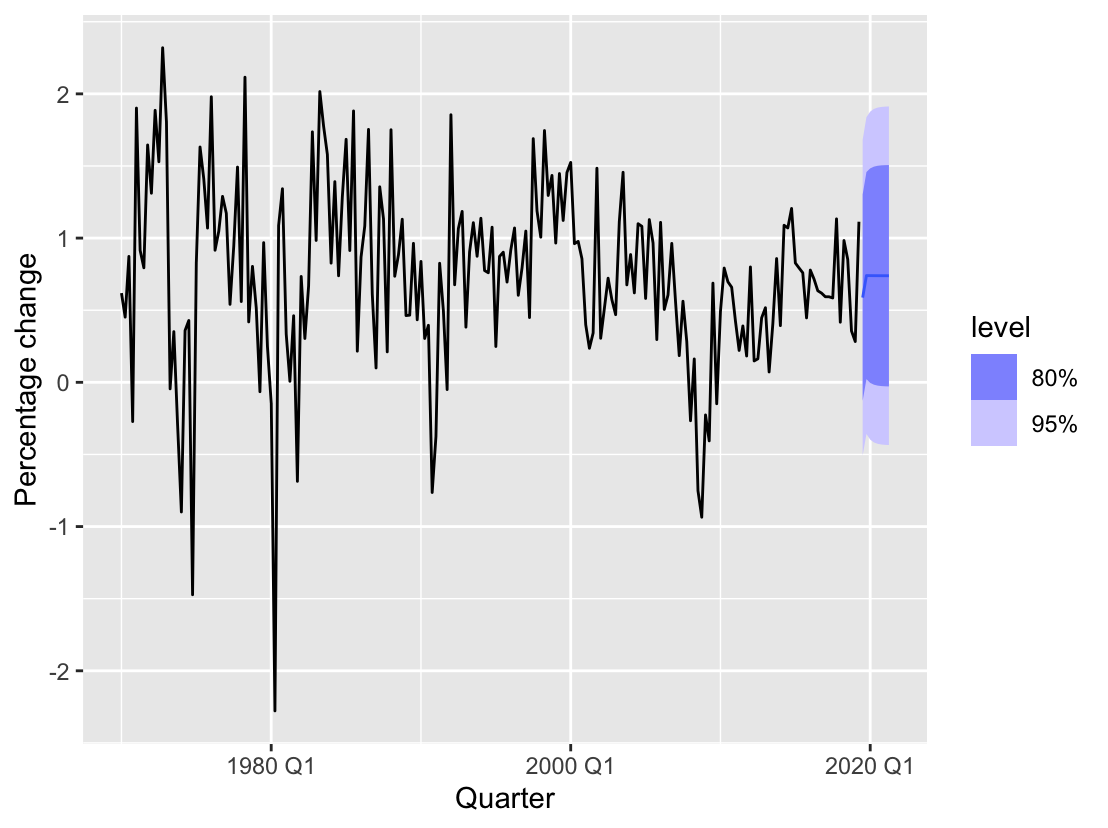 2
1
0
-1
-2
Percentage change
1980 Q1
2000 Q1
2020 Q1
Quarter
level
80%
95%